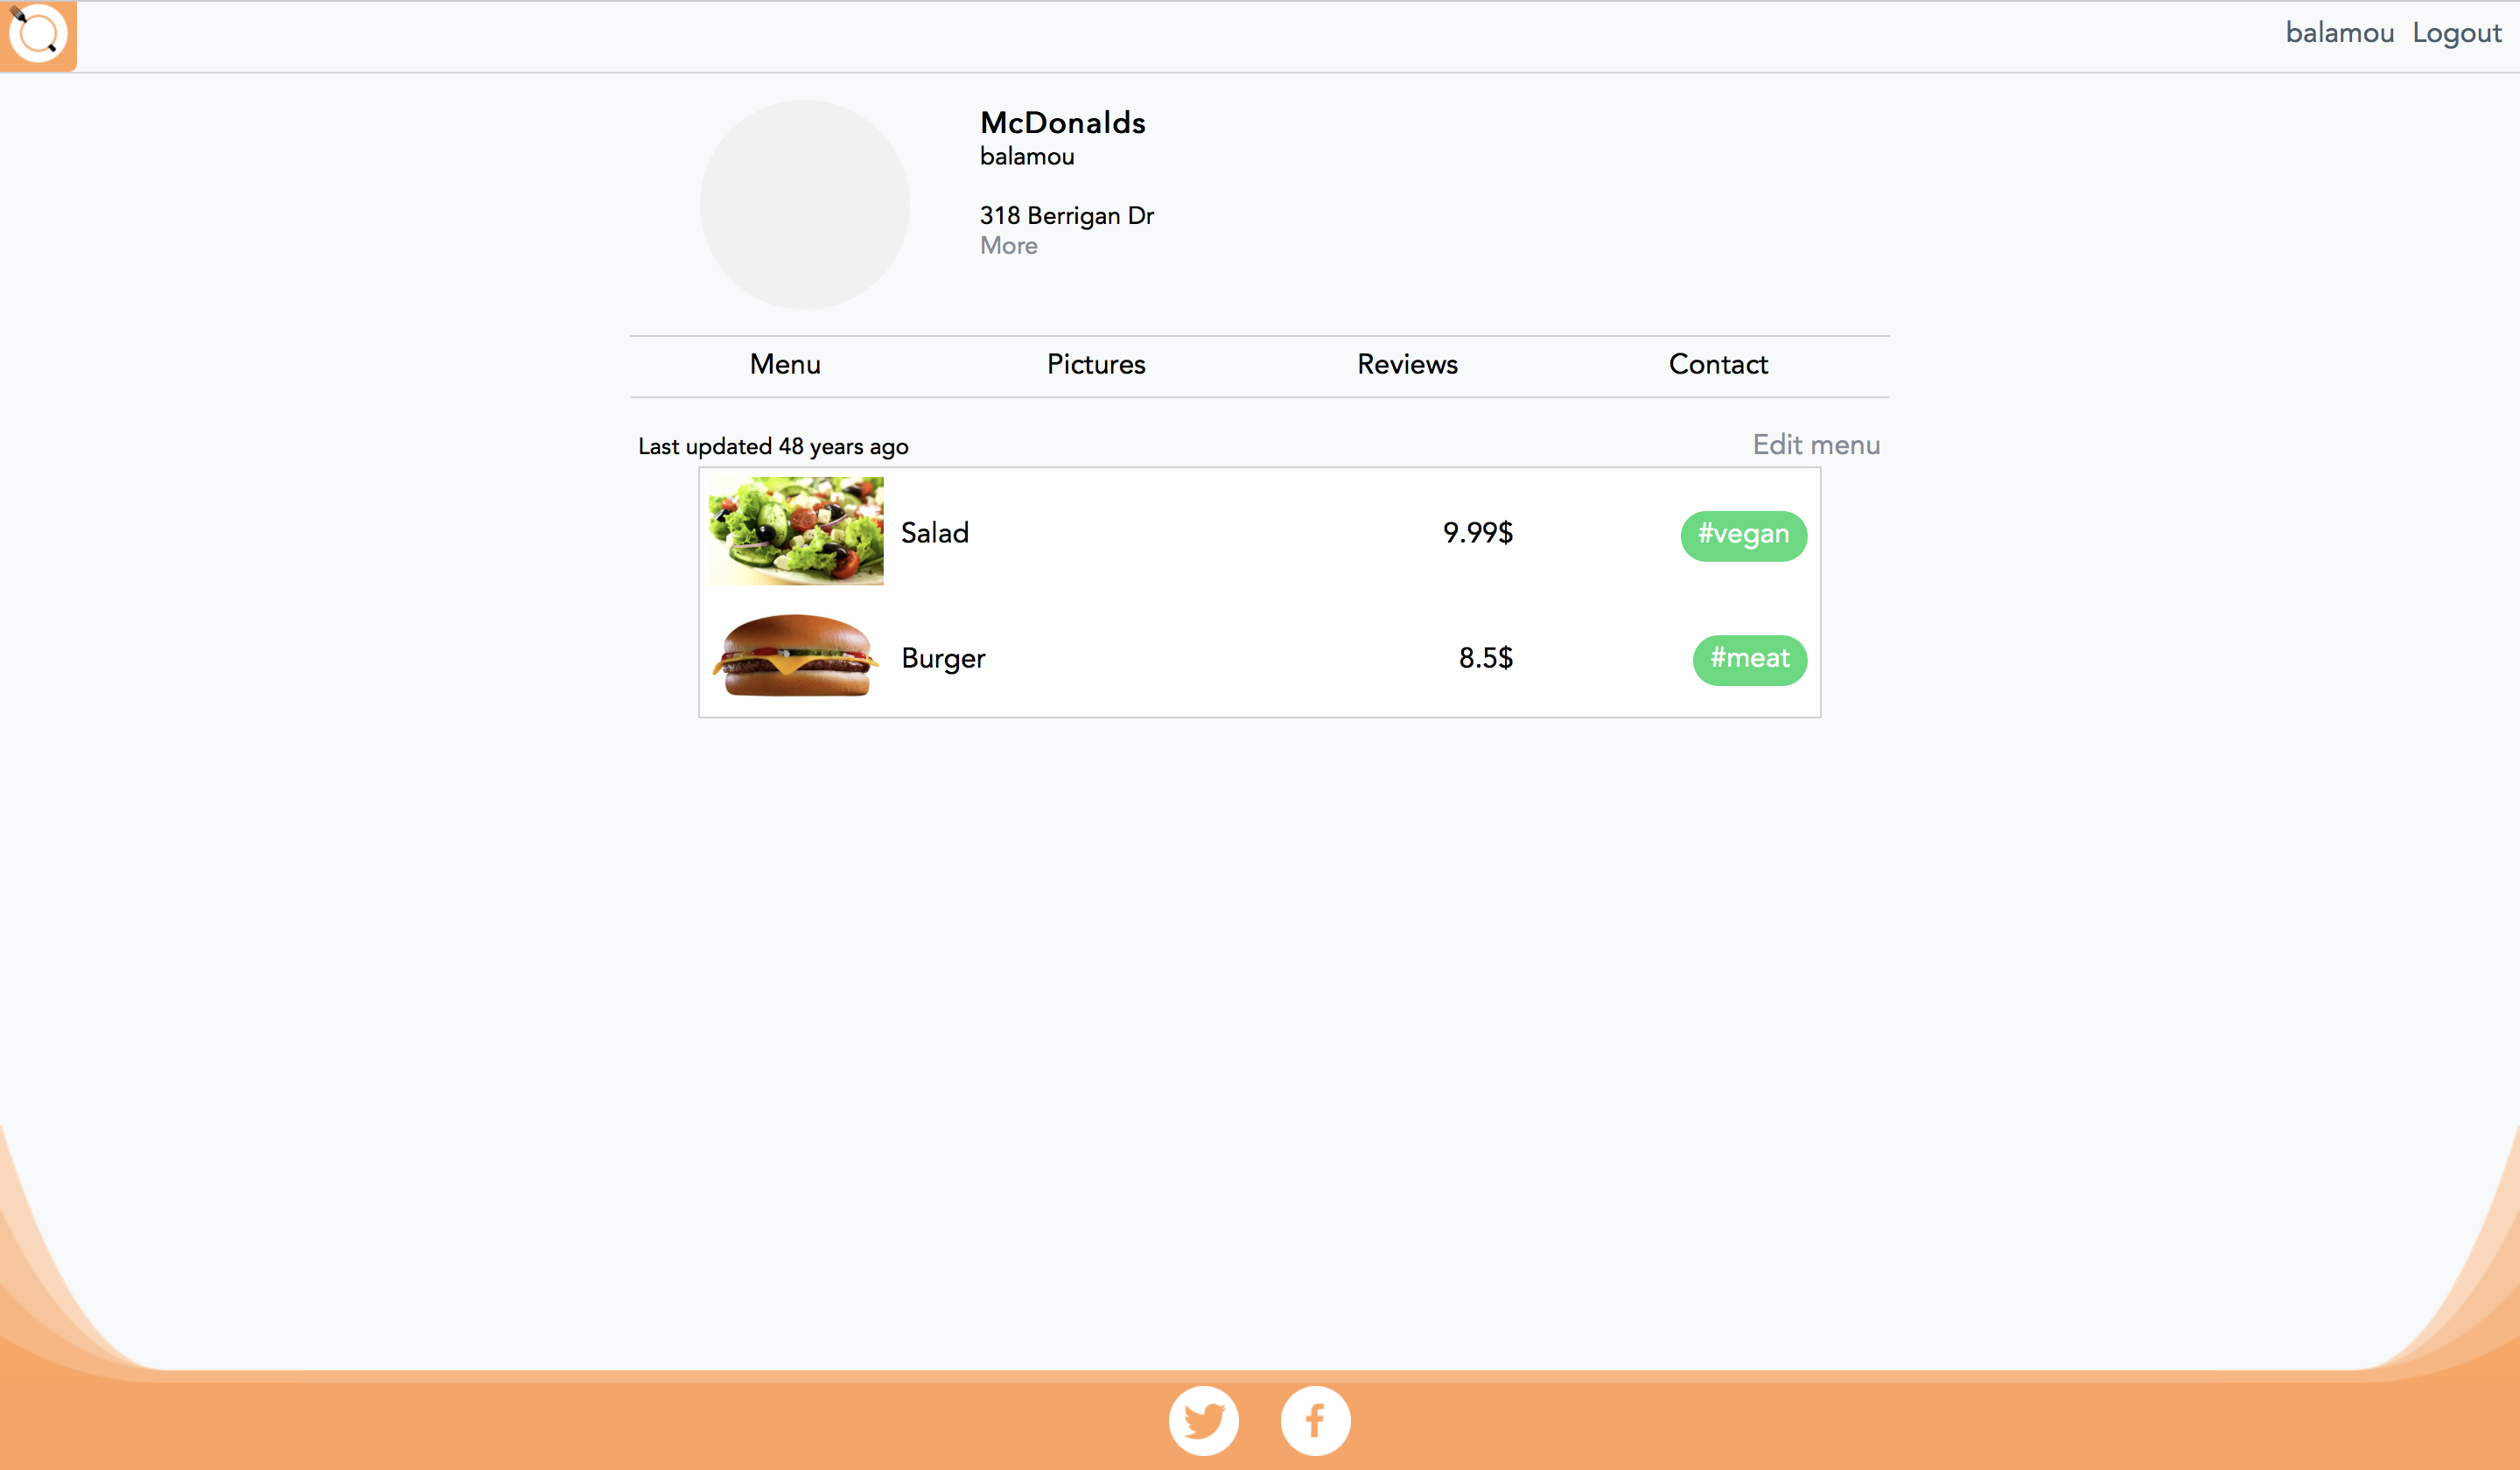 balamou Logout
McDonalds
balamou
318 Berrigan Dr
More
Menu Pictures Reviews Contact
Last updated 48 years ago Edit menu
Salad 9.99$ #vegan
Burger 8.5$ #meat